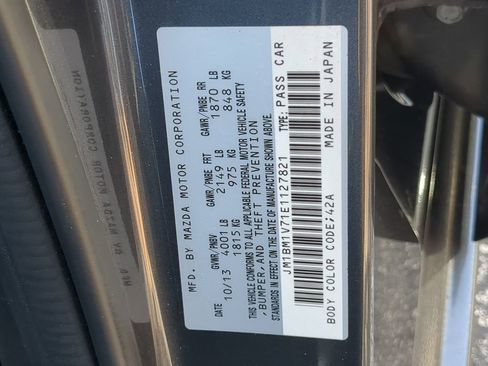 MFD. BY MAZDA MOTOR CORPORATION
DATE GVWR/PNBV GAWR/PNBE FRT GAWR/PNBE RR
10/13 4001 LB 2149 LB 1870 LB
1815 KG 975 KG 848 KG
THIS VEHICLE CONFORMS TO ALL APPLICABLE FEDERAL MOTOR VEHICLE SAFETY
,BUMPER,AND THEFT PREVENTION
STANDARDS IN EFFECT ON THE DATE OF MANUFACTURE SHOWN ABOVE.
JM1BM1V71E1127821 TYPE: PASS CAR
BODY COLOR CODE:42A MADE IN JAPAN